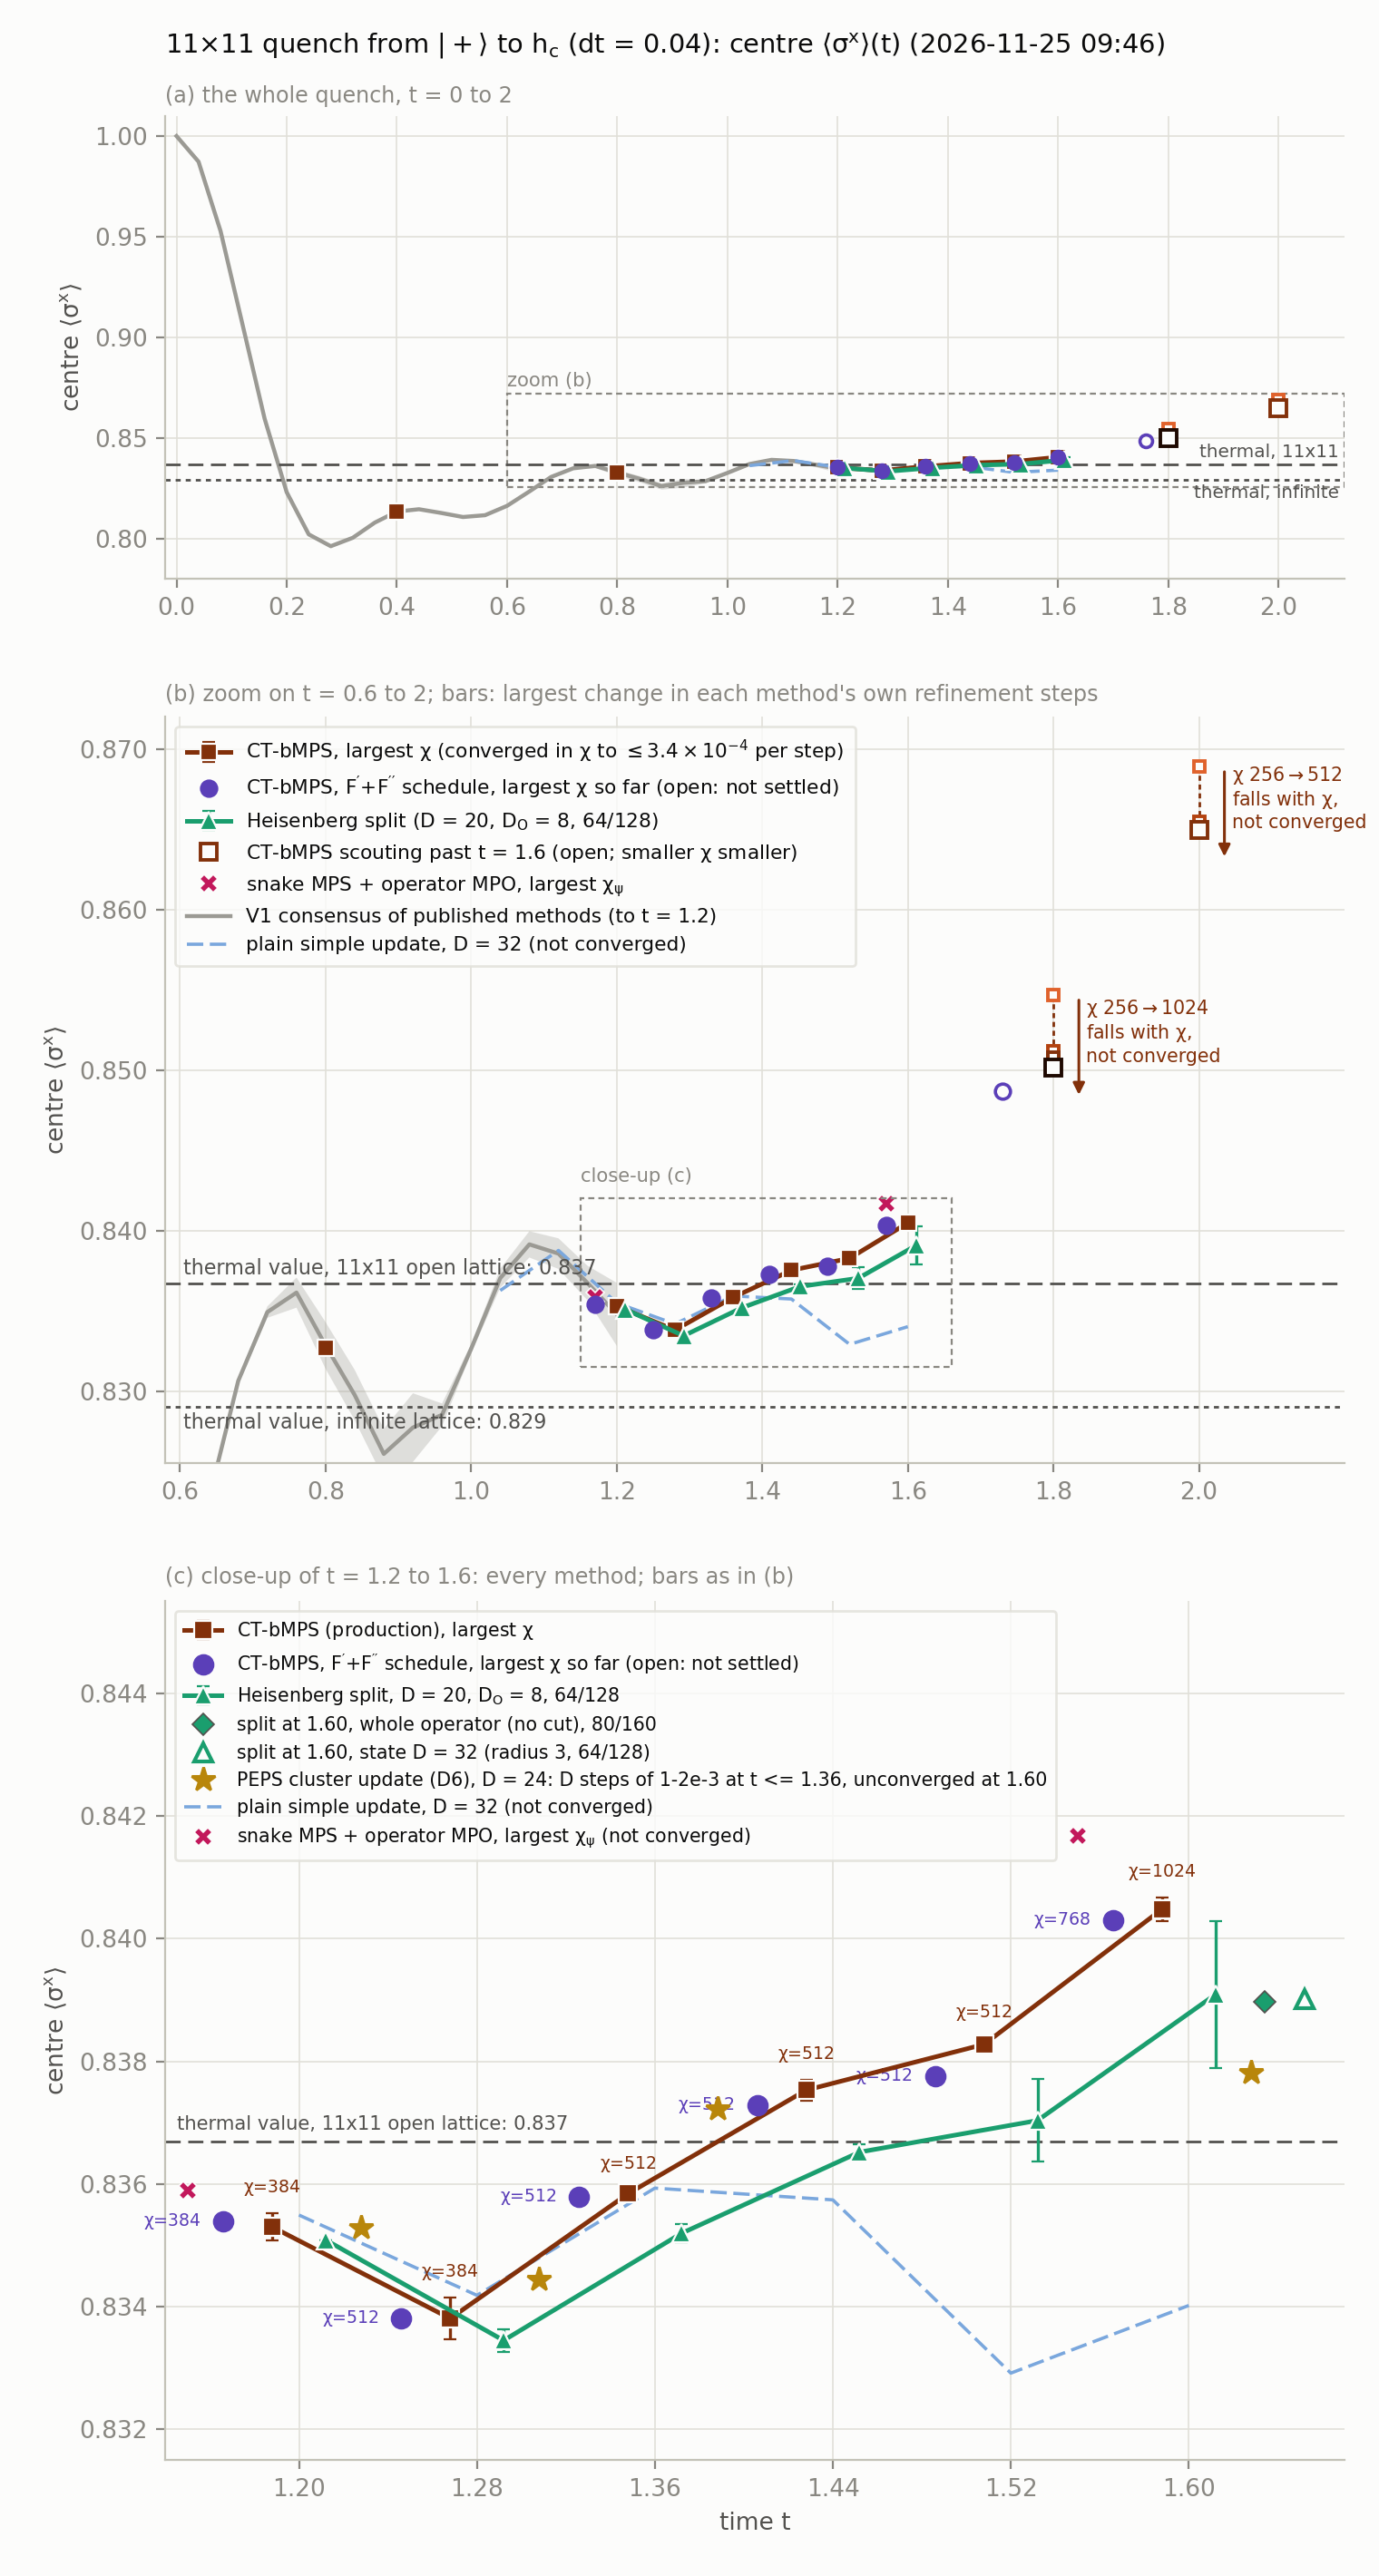 11×11 quench from |+⟩ to h_c (dt = 0.04): centre ⟨σˣ⟩(t) (2026-11-25 09:46)
(a) the whole quench, t = 0 to 2
1.00
0.95
0.90
0.85
0.80
centre ⟨σˣ⟩
zoom (b)
thermal, 11x11
thermal, infinite
0.0 0.2 0.4 0.6 0.8 1.0 1.2 1.4 1.6 1.8 2.0
(b) zoom on t = 0.6 to 2; bars: largest change in each method's own refinement steps
0.870
0.860
0.850
0.840
0.830
centre ⟨σˣ⟩
CT-bMPS, largest χ (converged in χ to ≤3.4×10⁻⁴ per step)
CT-bMPS, F′+F″ schedule, largest χ so far (open: not settled)
Heisenberg split (D = 20, D_O = 8, 64/128)
CT-bMPS scouting past t = 1.6 (open; smaller χ smaller)
snake MPS + operator MPO, largest χ_ψ
V1 consensus of published methods (to t = 1.2)
plain simple update, D = 32 (not converged)
χ 256→512
falls with χ,
not converged
χ 256→1024
falls with χ,
not converged
close-up (c)
thermal value, 11x11 open lattice: 0.837
thermal value, infinite lattice: 0.829
0.6 0.8 1.0 1.2 1.4 1.6 1.8 2.0
(c) close-up of t = 1.2 to 1.6: every method; bars as in (b)
0.844
0.842
0.840
0.838
0.836
0.834
0.832
centre ⟨σˣ⟩
CT-bMPS (production), largest χ
CT-bMPS, F′+F″ schedule, largest χ so far (open: not settled)
Heisenberg split, D = 20, D_O = 8, 64/128
split at 1.60, whole operator (no cut), 80/160
split at 1.60, state D = 32 (radius 3, 64/128)
PEPS cluster update (D6), D = 24: D steps of 1-2e-3 at t <= 1.36, unconverged at 1.60
plain simple update, D = 32 (not converged)
snake MPS + operator MPO, largest χ_ψ (not converged)
χ=1024
χ=768
χ=512
χ=512
χ=512
χ=512
thermal value, 11x11 open lattice: 0.837
χ=512
χ=384
χ=512
χ=384
χ=384
χ=512
1.20 1.28 1.36 1.44 1.52 1.60
time t